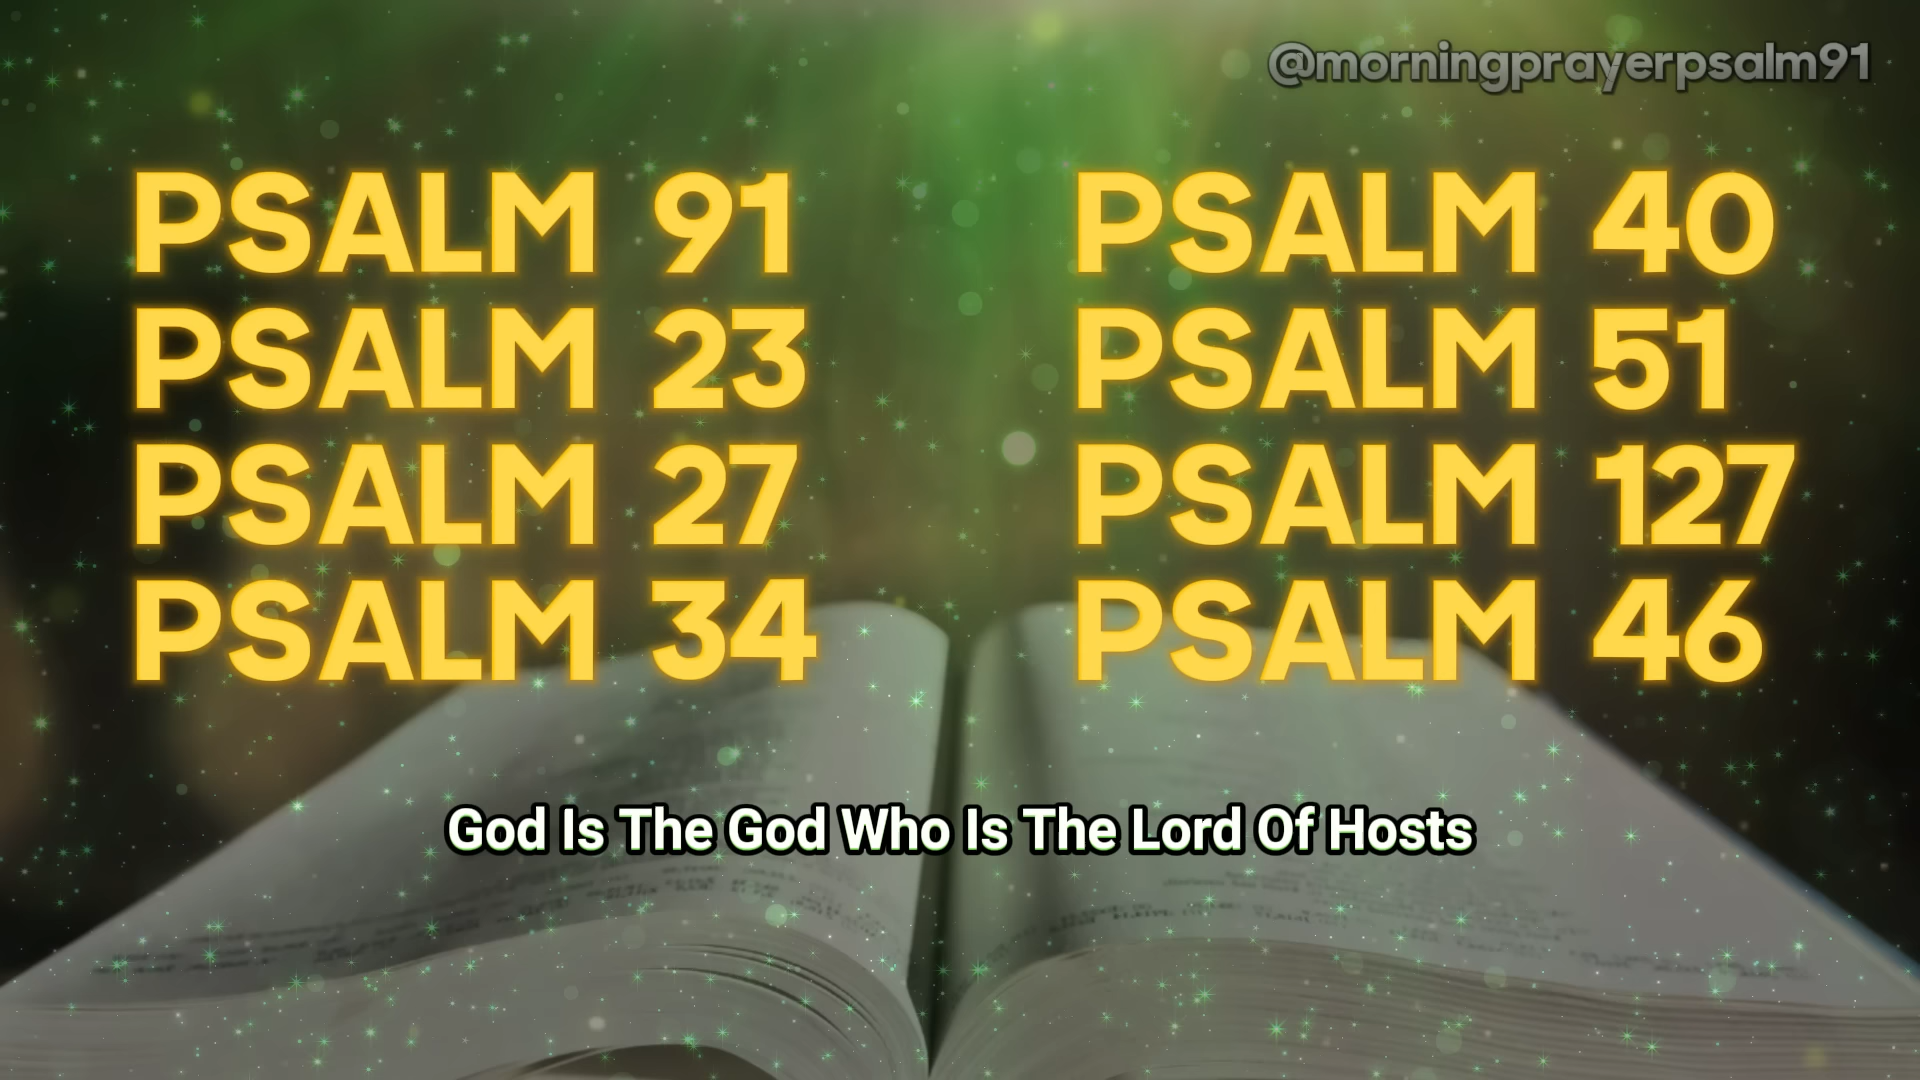 @morningprayerpsalm91
PSALM 91
PSALM 23
PSALM 27
PSALM 34
PSALM 40
PSALM 51
PSALM 127
PSALM 46
God Is The God Who Is The Lord Of Hosts